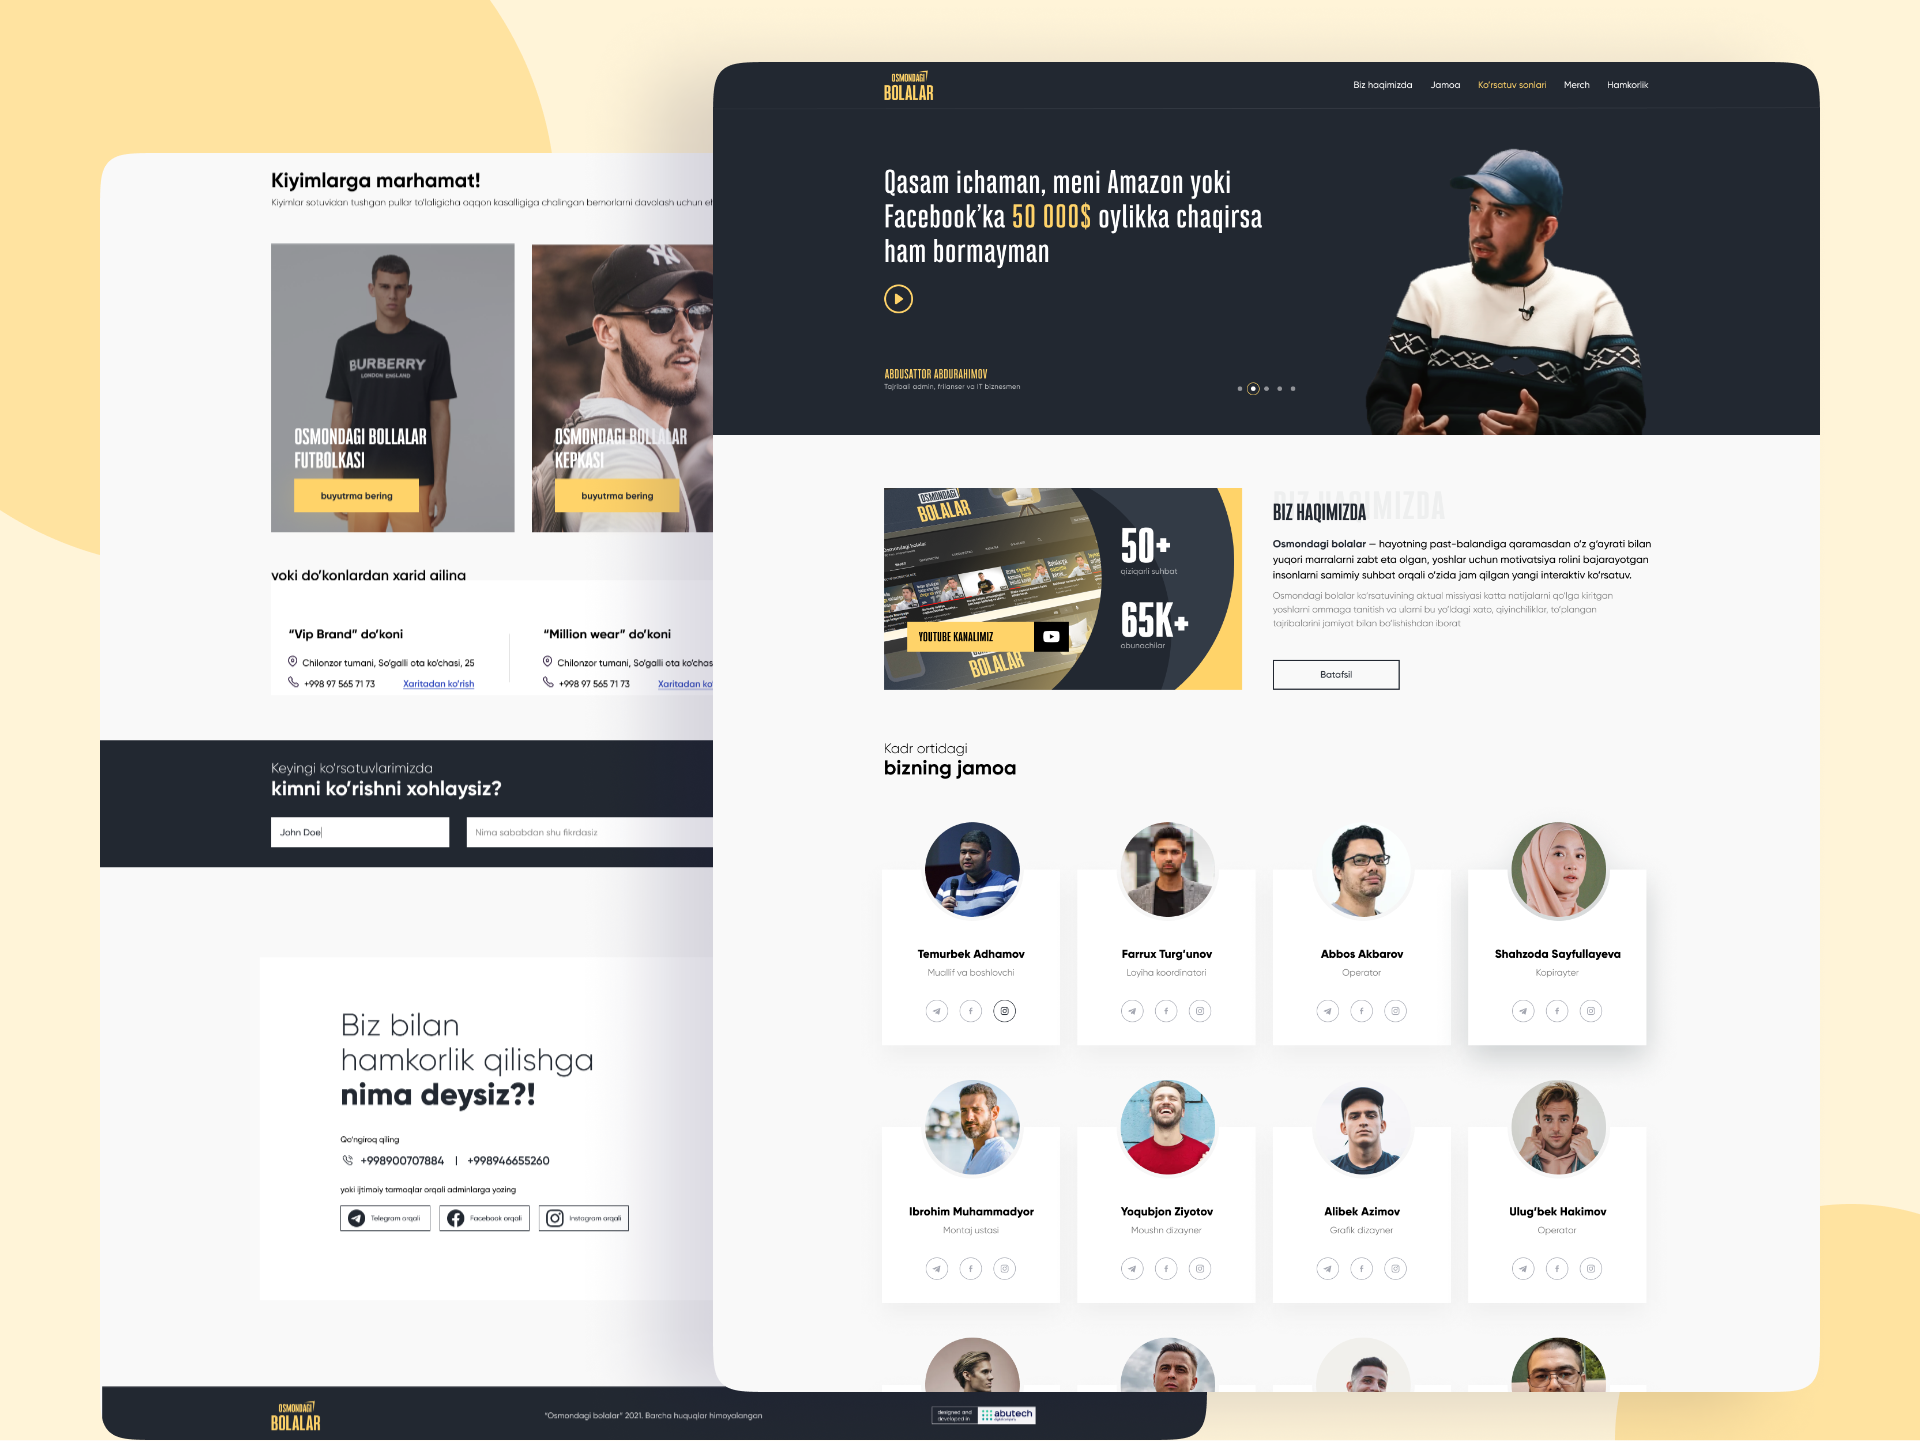 Kiyimlarga marhamat!
Kiyimlar sotuvidan tushgan pullar to'laligicha oqqon kasalligiga chalingan bemorlarni davolash uchun
NY
BURBERRY
LONDON ENGLAND
OSMONDAGI BOLLALAR
FUTBOLKASI
buyutrma bering
OSMONDAGI BOLLALAR
KEPKASI
buyutrma bering
yoki do'konlardan xarid qiling
"Vip Brand" do'koni
Chilonzor tumani, So'galli ota ko'chasi, 25
+998 97 565 71 73
Xaritadan ko'rish
"Million wear" do'koni
Chilonzor tumani, So'galli ota ko'chas
+998 97 565 71 73
Xaritadan ko'
Keyingi ko'rsatuvlarimizda
kimni ko'rishni xohlaysiz?
John Doe
Nima sababdan shu fikrdasiz
Biz bilan
hamkorlik qilishga
nima deysiz?!
Qo'ngiroq qiling
+998900707884 | +998946655260
yoki ijtimoiy tarmoqlar orqali adminlarga yozing
Telegram orqali
Facebook orqali
Instagram orqali
OSMONDAGI
BOLALAR
"Osmondagi bolalar" 2021. Barcha huquqlar himoyalangan
designed and
developed in
abutech
OSMONDAGI
BOLALAR
Biz haqimizda
Jamoa
Ko'rsatuv sonlari
Merch
Hamkorlik
Qasam ichaman, meni Amazon yoki
Facebook'ka 50 000$ oylikka chaqirsa
ham bormayman
ABDUSATTOR ABDURAHIMOV
Tajribali admin, frilanser va IT biznesmen
OSMONDAGI
BOLALAR
Osmondagi bolalar
50+
qiziqarli suhbat
65K+
obunachilar
YOUTUBE KANALIMIZ
OSMONDAGI
BOLALAR
BIZ HAQIMIZDA
BIZ HAQIMIZDA
Osmondagi bolalar — hayotning past-balandiga qaramasdan o'z g'ayrati bilan
yuqori marralarni zabt eta olgan, yoshlar uchun motivatsiya rolini bajarayotgan
insonlarni samimiy suhbat orqali o'zida jam qilgan yangi interaktiv ko'rsatuv.
Osmondagi bolalar ko'rsatuvining aktual missiyasi katta natijalarni qo'lga kiritgan
yoshlarni ommaga tanitish va ularni bu yo'ldagi xato, qiyinchiliklar, to'plangan
tajribalarini jamiyat bilan bo'lishishdan iborat
Batafsil
Kadr ortidagi
bizning jamoa
Temurbek Adhamov
Muallif va boshlovchi
Farrux Turg'unov
Loyiha koordinatori
Abbos Akbarov
Operator
Shahzoda Sayfullayeva
Kopirayter
Ibrohim Muhammadyor
Montaj ustasi
Yoqubjon Ziyotov
Moushn dizayner
Alibek Azimov
Grafik dizayner
Ulug'bek Hakimov
Operator